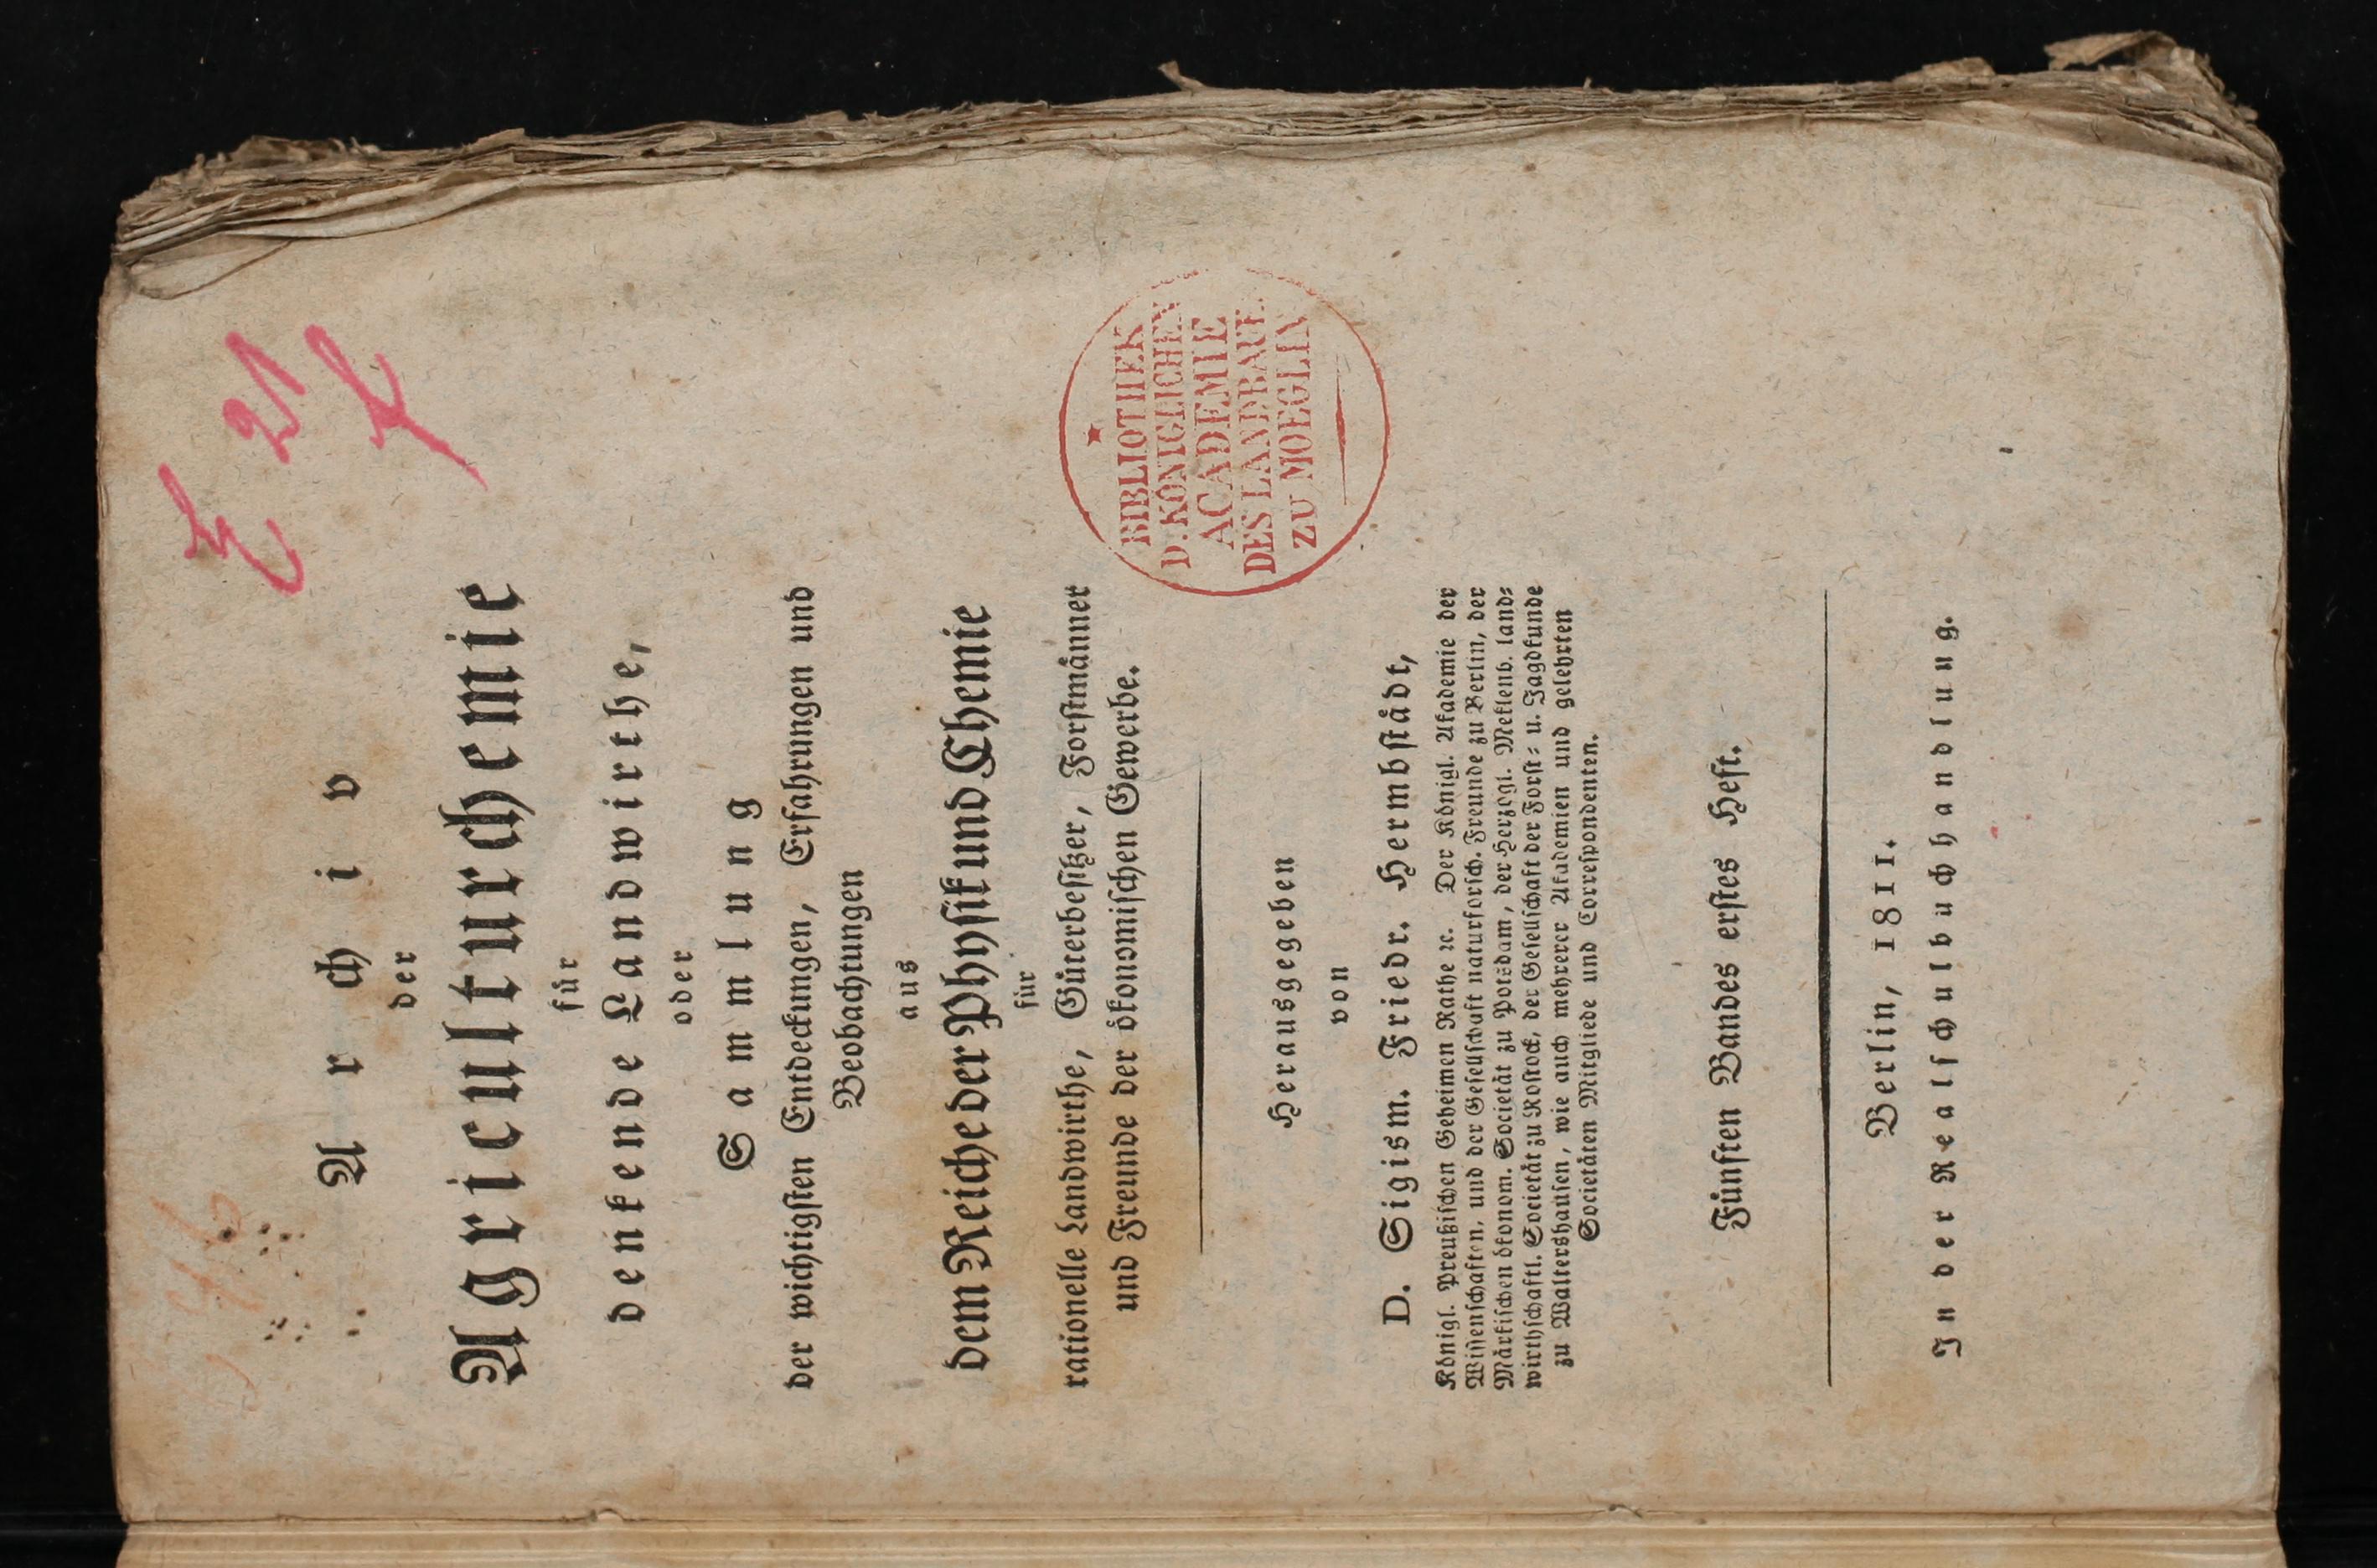 E 21
f
Archiv
der
Agriculturchemie
für
denkende Landwirthe,
oder
Sammlung
der wichtigsten Entdeckungen, Erfahrungen und
Beobachtungen
aus
dem Reiche der Physik und Chemie
für
rationelle Landwirthe, Güterbesitzer, Forstmänner
und Freunde der ökonomischen Gewerbe.
BIBLIOTHEK
D. KÖNIGLICHEN
ACADEMIE
DES LANDBAUES
ZU MOEGLIN
Herausgegeben
von
D. Sigism. Friedr. Hermbstädt,
Königl. Preußischen Geheimen Rathe ꝛc. Der Königl. Akademie der
Wissenschaften, und der Gesellschaft naturforsch. Freunde zu Berlin, der
Märkischen ökonom. Societät zu Potsdam, der Herzogl. Meklenb. land-
wirthschaftl. Societät zu Rostock, der Gesellschaft der Forst- u. Jagdkunde
zu Waltershausen, wie auch mehrerer Akademien und gelehrten
Societäten Mitgliede und Correspondenten.
Fünften Bandes erstes Heft.
Berlin, 1811.
In der Realschulbuchhandlung.